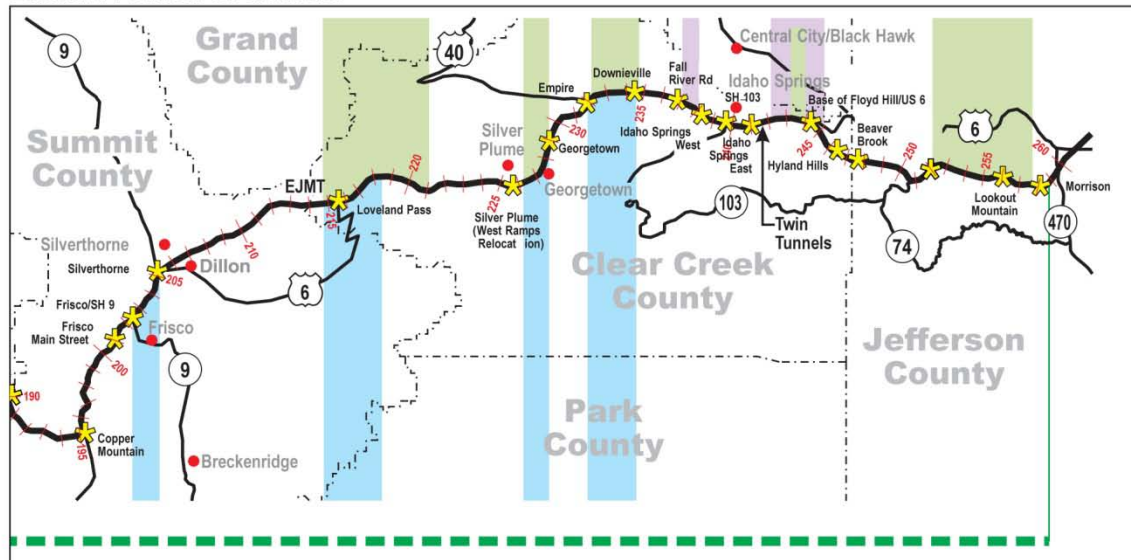 9
Grand
County
40
Central City/Black Hawk
Downieville
Fall
River Rd
Idaho Springs
SH 103
Empire
235
Base of Floyd Hill/US 6
6
Summit
County
230
Silver
Plume
Georgetown
Idaho Springs
West
Idaho
Springs
East
245
Beaver
Brook
Hyland Hills
250
255
260
EJMT
220
215
Loveland Pass
225
Georgetown
Silver Plume
(West Ramps
Relocat ion)
103
Twin
Tunnels
Lookout
Mountain
Morrison
470
74
Silverthorne
210
Silverthorne
Dillon
205
6
Clear Creek
County
Frisco/SH 9
Frisco
Main Street
Frisco
200
9
Jefferson
County
190
Park
County
Copper
Mountain
195
Breckenridge